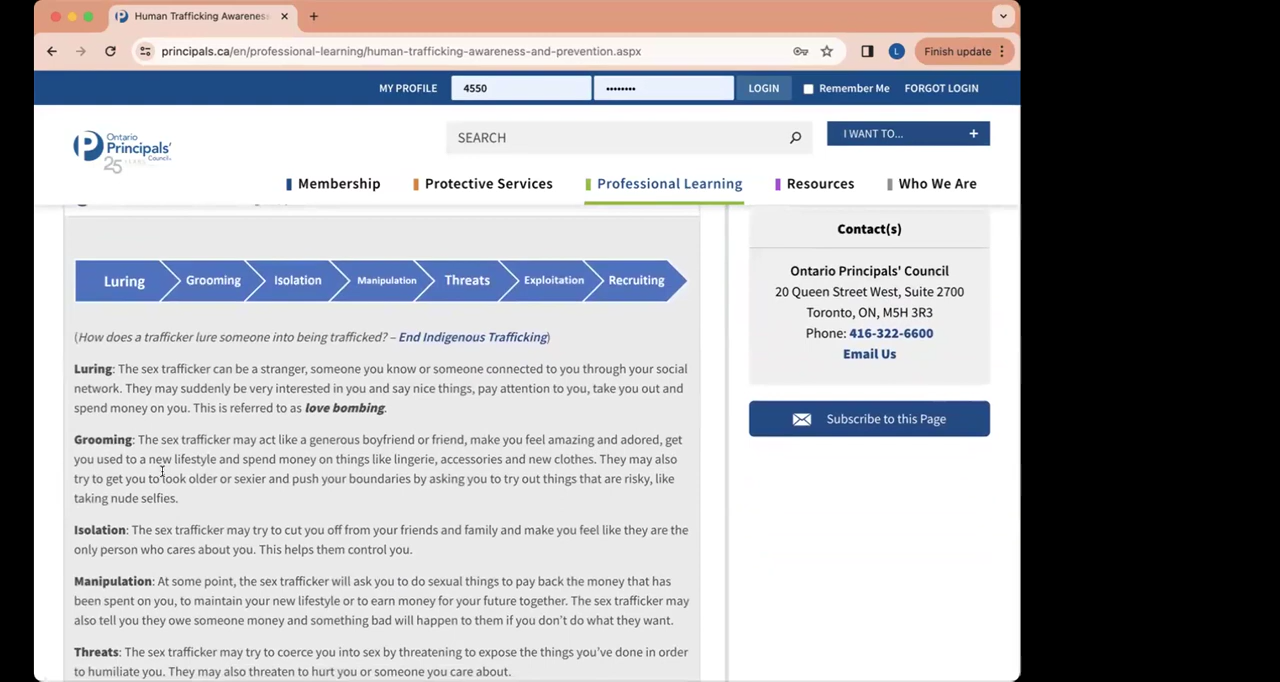 Human Trafficking Awareness
principals.ca/en/professional-learning/human-trafficking-awareness-and-prevention.aspx
L
Finish update
MY PROFILE
4550
••••••••
LOGIN
Remember Me
FORGOT LOGIN
Ontario
Principals'
Council
25
SEARCH
I WANT TO...
+
Membership
Protective Services
Professional Learning
Resources
Who We Are
Luring
Grooming
Isolation
Manipulation
Threats
Exploitation
Recruiting
(How does a trafficker lure someone into being trafficked? – End Indigenous Trafficking)
Luring: The sex trafficker can be a stranger, someone you know or someone connected to you through your social
network. They may suddenly be very interested in you and say nice things, pay attention to you, take you out and
spend money on you. This is referred to as love bombing.
Grooming: The sex trafficker may act like a generous boyfriend or friend, make you feel amazing and adored, get
you used to a new lifestyle and spend money on things like lingerie, accessories and new clothes. They may also
try to get you to look older or sexier and push your boundaries by asking you to try out things that are risky, like
taking nude selfies.
Isolation: The sex trafficker may try to cut you off from your friends and family and make you feel like they are the
only person who cares about you. This helps them control you.
Manipulation: At some point, the sex trafficker will ask you to do sexual things to pay back the money that has
been spent on you, to maintain your new lifestyle or to earn money for your future together. The sex trafficker may
also tell you they owe someone money and something bad will happen to them if you don't do what they want.
Threats: The sex trafficker may try to coerce you into sex by threatening to expose the things you've done in order
to humiliate you. They may also threaten to hurt you or someone you care about.
Contact(s)
Ontario Principals' Council
20 Queen Street West, Suite 2700
Toronto, ON, M5H 3R3
Phone: 416-322-6600
Email Us
Subscribe to this Page